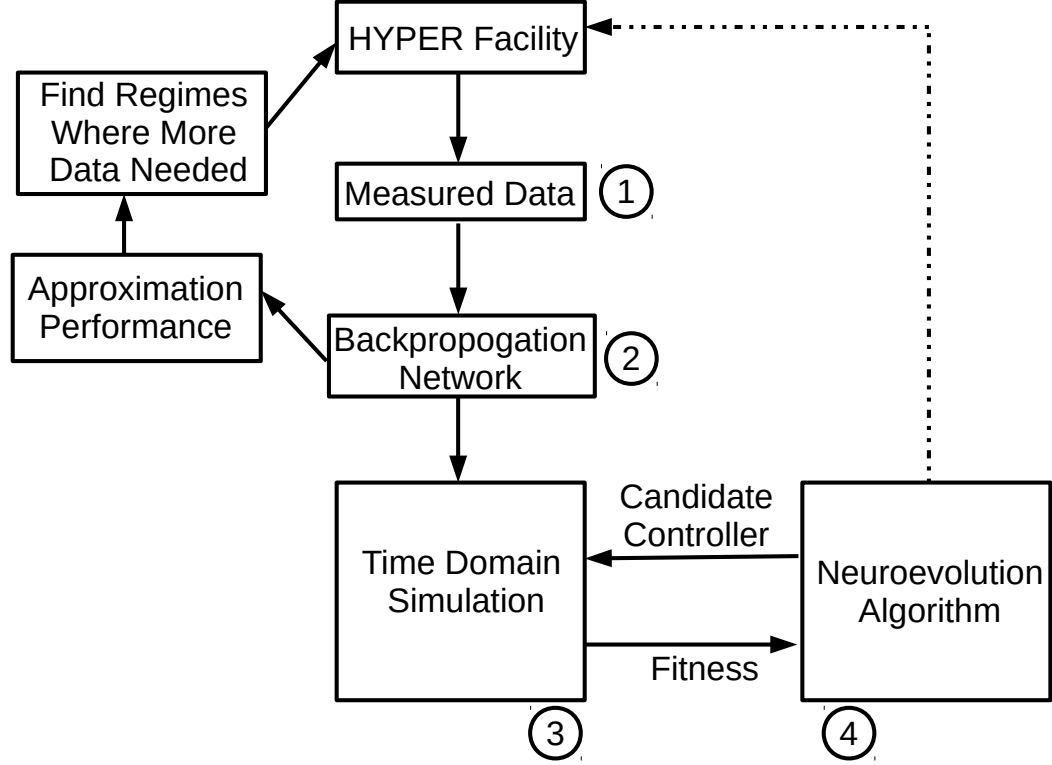 HYPER Facility
Find Regimes
Where More
Data Needed
Measured Data
1
Approximation
Performance
Backpropogation
Network
2
Candidate
Controller
Time Domain
Simulation
Neuroevolution
Algorithm
Fitness
3
4